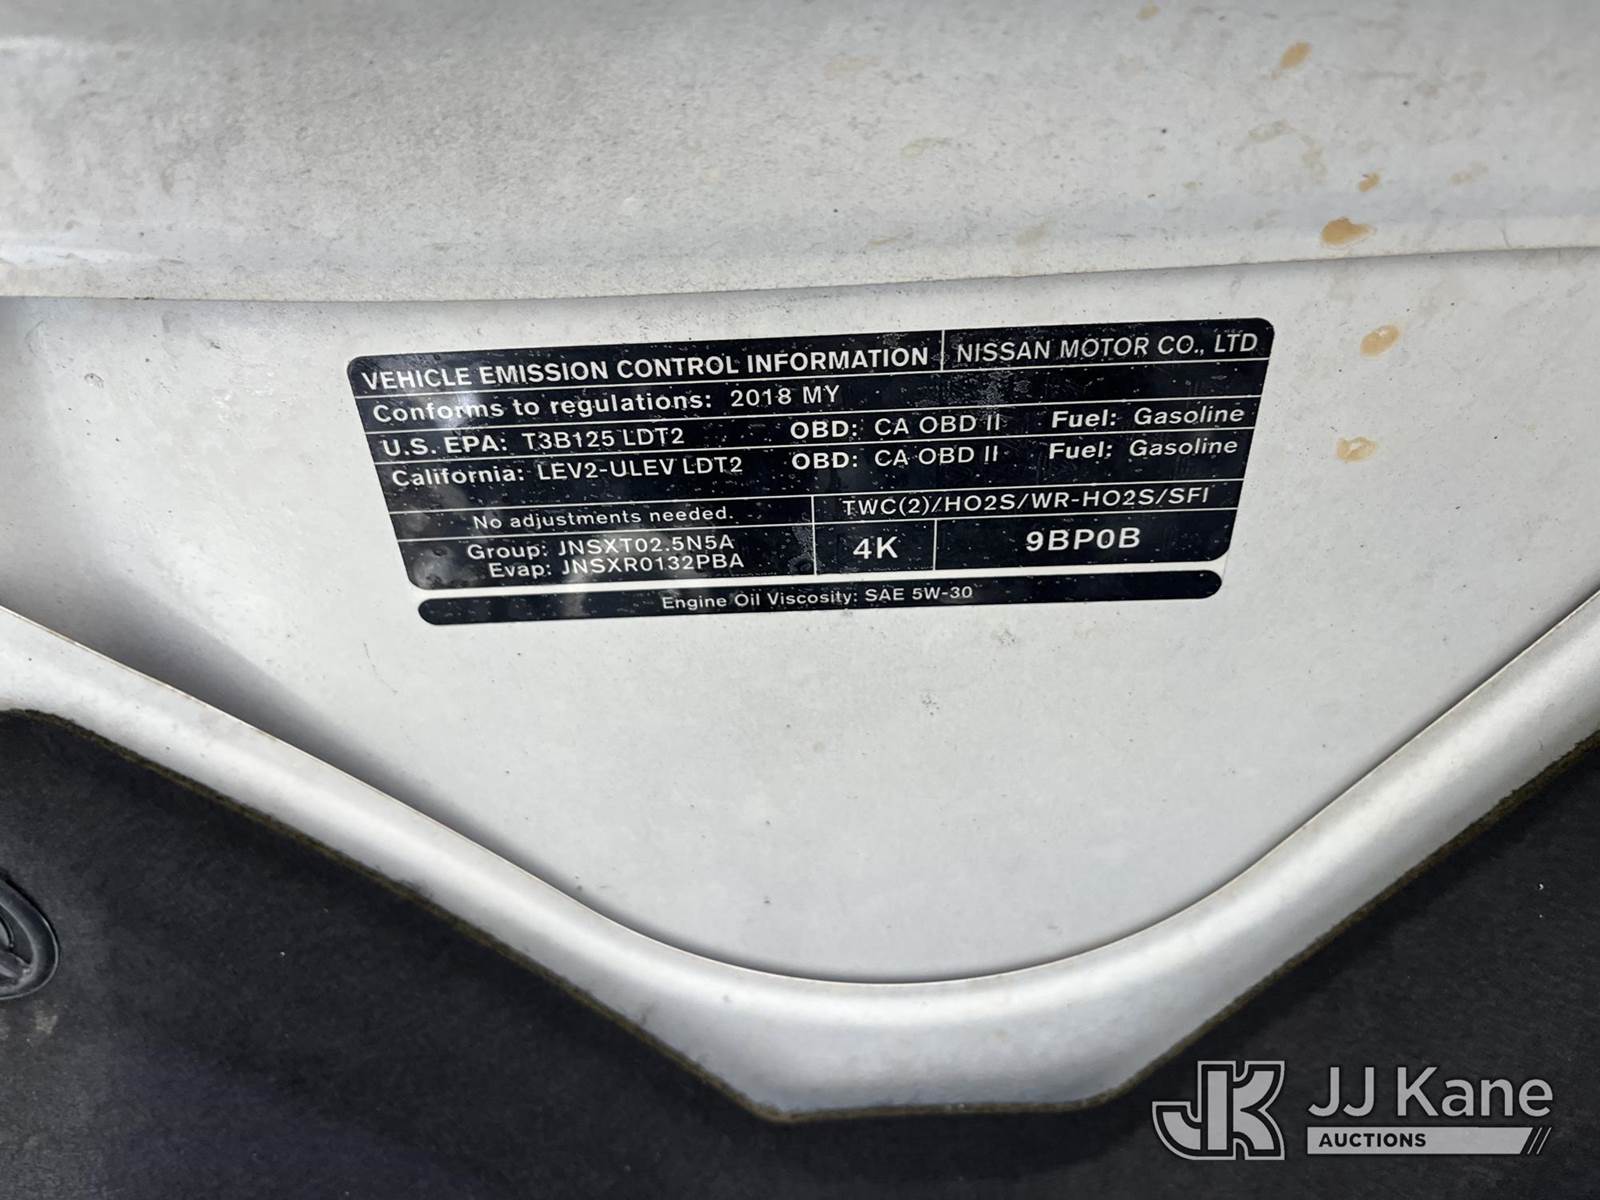 VEHICLE EMISSION CONTROL INFORMATION NISSAN MOTOR CO., LTD
Conforms to regulations: 2018 MY
U.S. EPA: T3B125 LDT2 OBD: CA OBD II Fuel: Gasoline
California: LEV2-ULEV LDT2 OBD: CA OBD II Fuel: Gasoline
No adjustments needed. TWC(2)/HO2S/WR-HO2S/SFI
Group: JNSXT02.5N5A
Evap: JNSXR0132PBA
4K 9BP0B
Engine Oil Viscosity: SAE 5W-30
JK JJ Kane
AUCTIONS